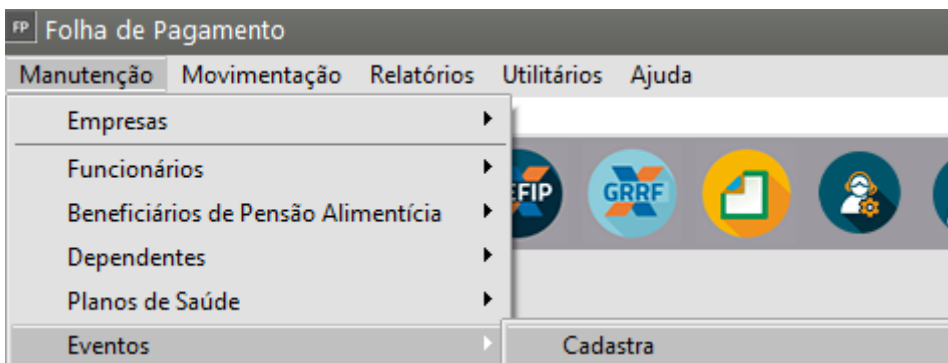 FP Folha de Pagamento
Manutenção Movimentação Relatórios Utilitários Ajuda
Empresas
Funcionários
EFIP GRRF
Beneficiários de Pensão Alimentícia
Dependentes
Planos de Saúde
Eventos Cadastra